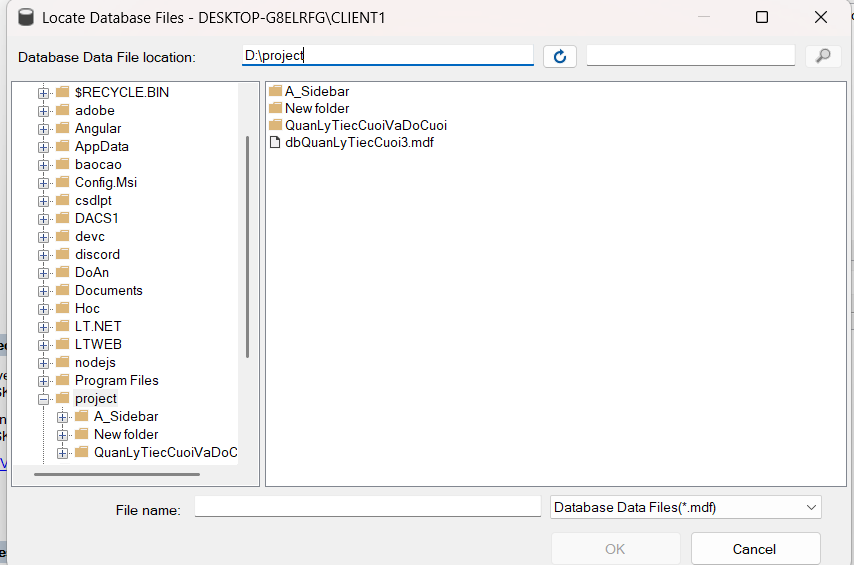 Locate Database Files - DESKTOP-G8ELRFG\CLIENT1
Database Data File location:
D:\project
$RECYCLE.BIN
adobe
Angular
AppData
baocao
Config.Msi
csdlpt
DACS1
devc
discord
DoAn
Documents
Hoc
LT.NET
LTWEB
nodejs
Program Files
project
A_Sidebar
New folder
QuanLyTiecCuoiVaDoC
A_Sidebar
New folder
QuanLyTiecCuoiVaDoCuoi
dbQuanLyTiecCuoi3.mdf
File name:
Database Data Files(*.mdf)
OK
Cancel